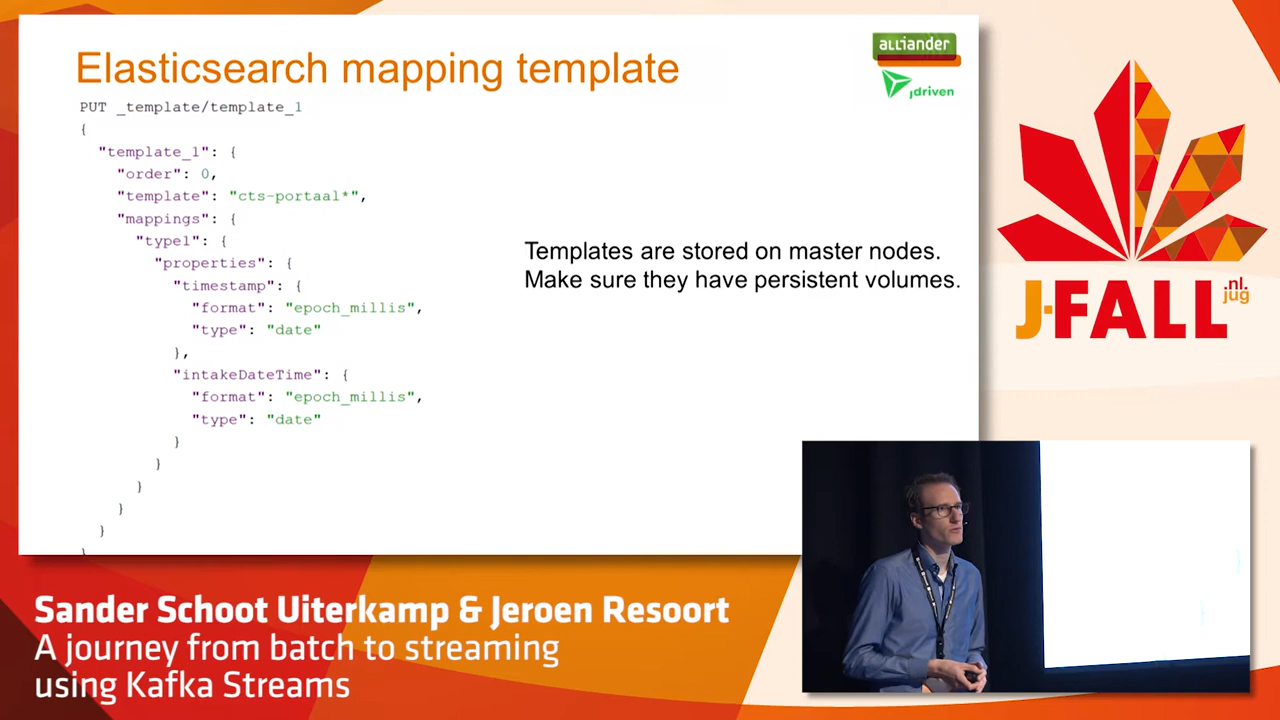 Elasticsearch mapping template
alliander
jdriven
PUT _template/template_1
{
"template_1": {
"order": 0,
"template": "cts-portaal*",
"mappings": {
"type1": {
"properties": {
"timestamp": {
"format": "epoch_millis",
"type": "date"
},
"intakeDateTime": {
"format": "epoch_millis",
"type": "date"
}
}
}
}
}
}
Templates are stored on master nodes.
Make sure they have persistent volumes.
J-FALL
.nl.
jug
Sander Schoot Uiterkamp & Jeroen Resoort
A journey from batch to streaming
using Kafka Streams